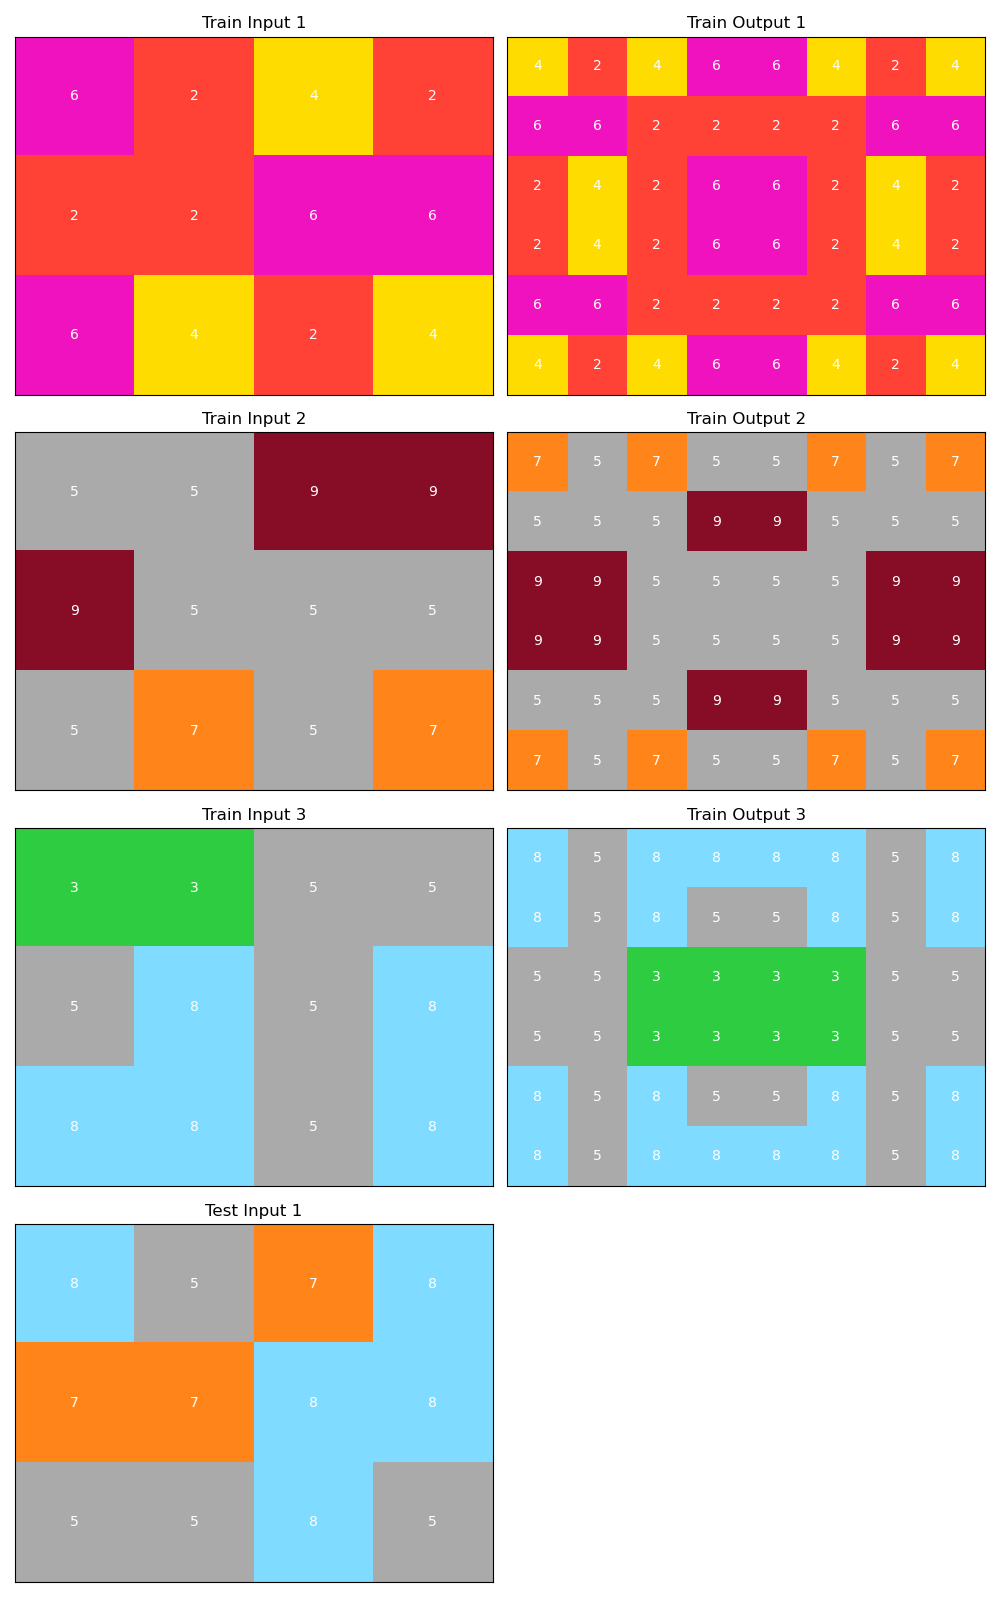 Train Input 1
Train Output 1
6 2 4 2
2 2 6 6
6 4 2 4
4 2 4 6 6 4 2 4
6 6 2 2 2 2 6 6
2 4 2 6 6 2 4 2
2 4 2 6 6 2 4 2
6 6 2 2 2 2 6 6
4 2 4 6 6 4 2 4
Train Input 2
Train Output 2
5 5 9 9
9 5 5 5
5 7 5 7
7 5 7 5 5 7 5 7
5 5 5 9 9 5 5 5
9 9 5 5 5 5 9 9
9 9 5 5 5 5 9 9
5 5 5 9 9 5 5 5
7 5 7 5 5 7 5 7
Train Input 3
Train Output 3
3 3 5 5
5 8 5 8
8 8 5 8
8 5 8 8 8 8 5 8
8 5 8 5 5 8 5 8
5 5 3 3 3 3 5 5
5 5 3 3 3 3 5 5
8 5 8 5 5 8 5 8
8 5 8 8 8 8 5 8
Test Input 1
8 5 7 8
7 7 8 8
5 5 8 5